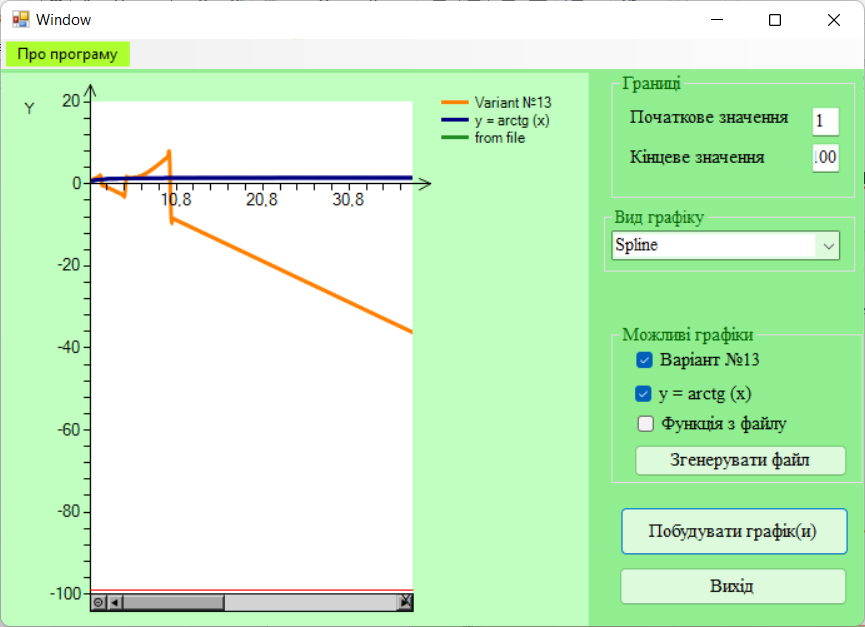 Window
Про програму
Y
20
0
-20
-40
-60
-80
-100
10,8
20,8
30,8
Variant №13
y = arctg (x)
from file
Границі
Початкове значення
1
Кінцеве значення
100
Вид графіку
Spline
Можливі графіки
Варіант №13
y = arctg (x)
Функція з файлу
Згенерувати файл
Побудувати графік(и)
Вихід